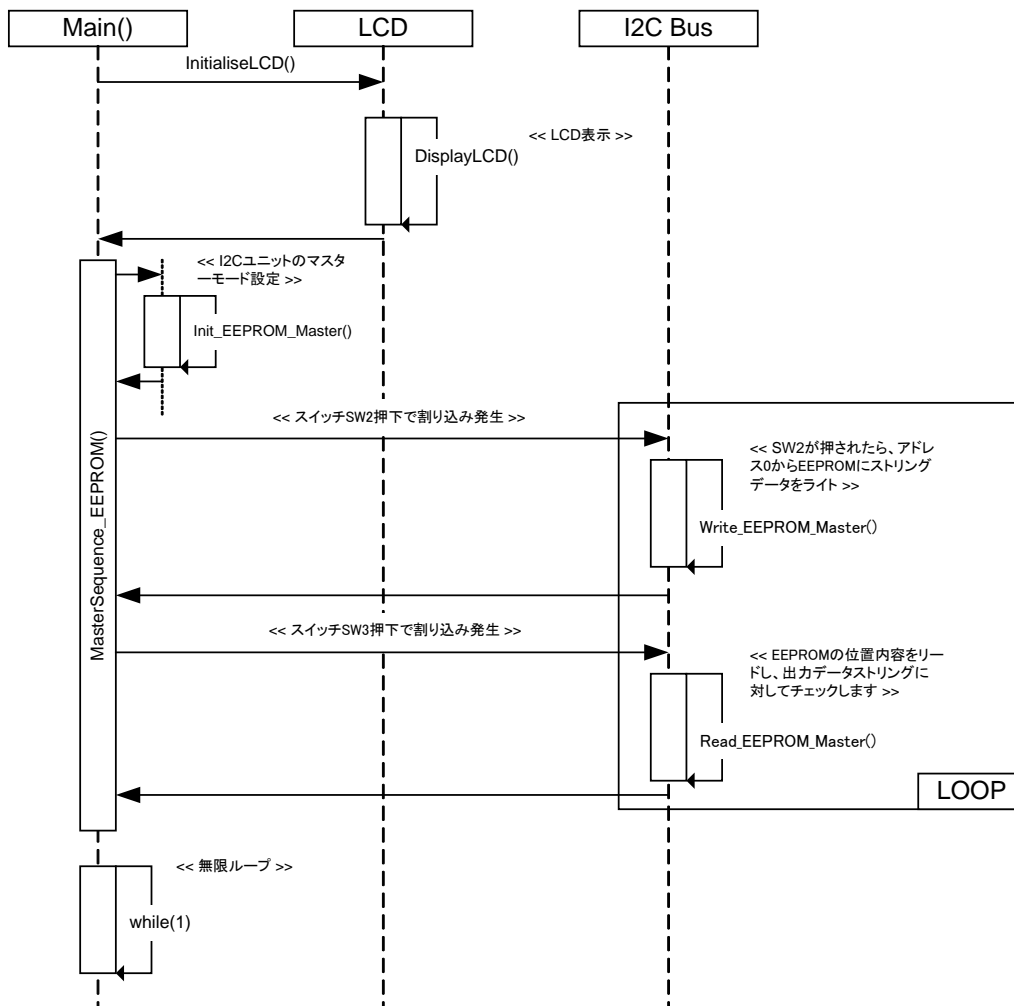 Main()
LCD
I2C Bus
InitialiseLCD()
<< LCD表示 >>
DisplayLCD()
<< I2Cユニットのマスタ
ーモード設定 >>
Init_EEPROM_Master()
MasterSequence_EEPROM()
<< スイッチSW2押下で割り込み発生 >>
<< SW2が押されたら、アドレ
ス0からEEPROMにストリング
データをライト >>
Write_EEPROM_Master()
<< スイッチSW3押下で割り込み発生 >>
<< EEPROMの位置内容をリー
ドし、出力データストリングに
対してチェックします >>
Read_EEPROM_Master()
LOOP
<< 無限ループ >>
while(1)